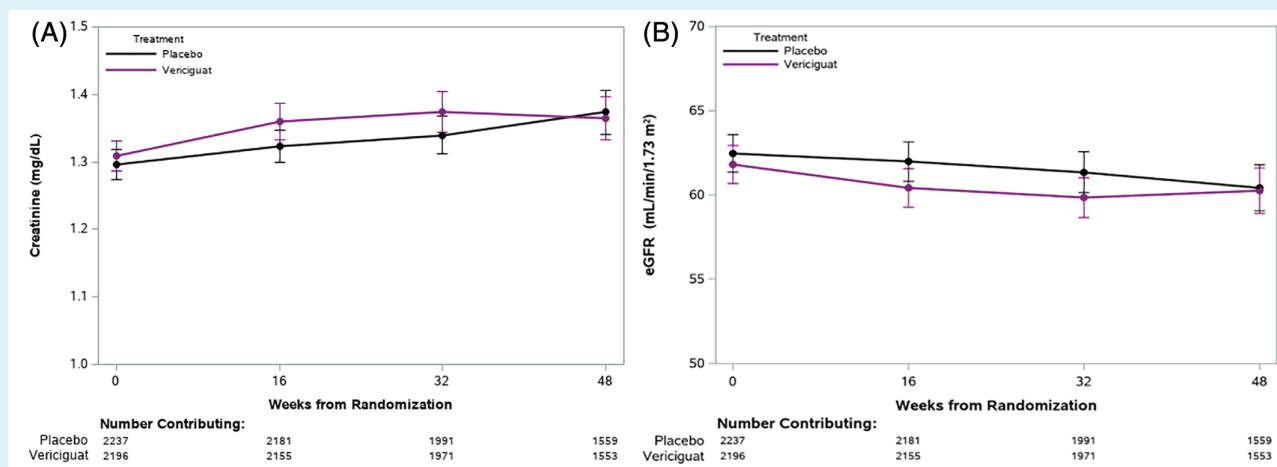 (A)
Treatment
Placebo
Vericiguat
1.5
1.4
1.3
1.2
1.1
1.0
Creatinine (mg/dL)
0 16 32 48
Weeks from Randomization
Number Contributing:
Placebo 2237 2181 1991 1559
Vericiguat 2196 2155 1971 1553
(B)
Treatment
Placebo
Vericiguat
70
65
60
55
50
eGFR (mL/min/1.73 m²)
0 16 32 48
Weeks from Randomization
Number Contributing:
Placebo 2237 2181 1991 1559
Vericiguat 2196 2155 1971 1553